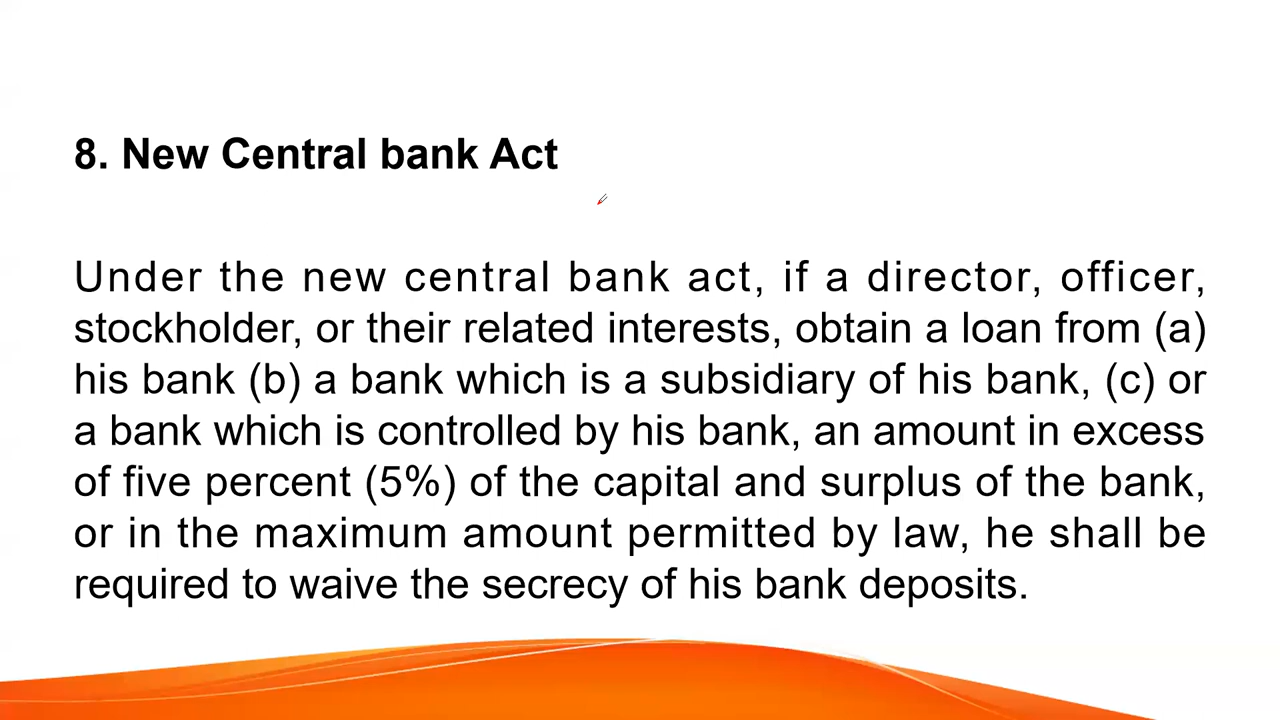 8. New Central bank Act
Under the new central bank act, if a director, officer,
stockholder, or their related interests, obtain a loan from (a)
his bank (b) a bank which is a subsidiary of his bank, (c) or
a bank which is controlled by his bank, an amount in excess
of five percent (5%) of the capital and surplus of the bank,
or in the maximum amount permitted by law, he shall be
required to waive the secrecy of his bank deposits.